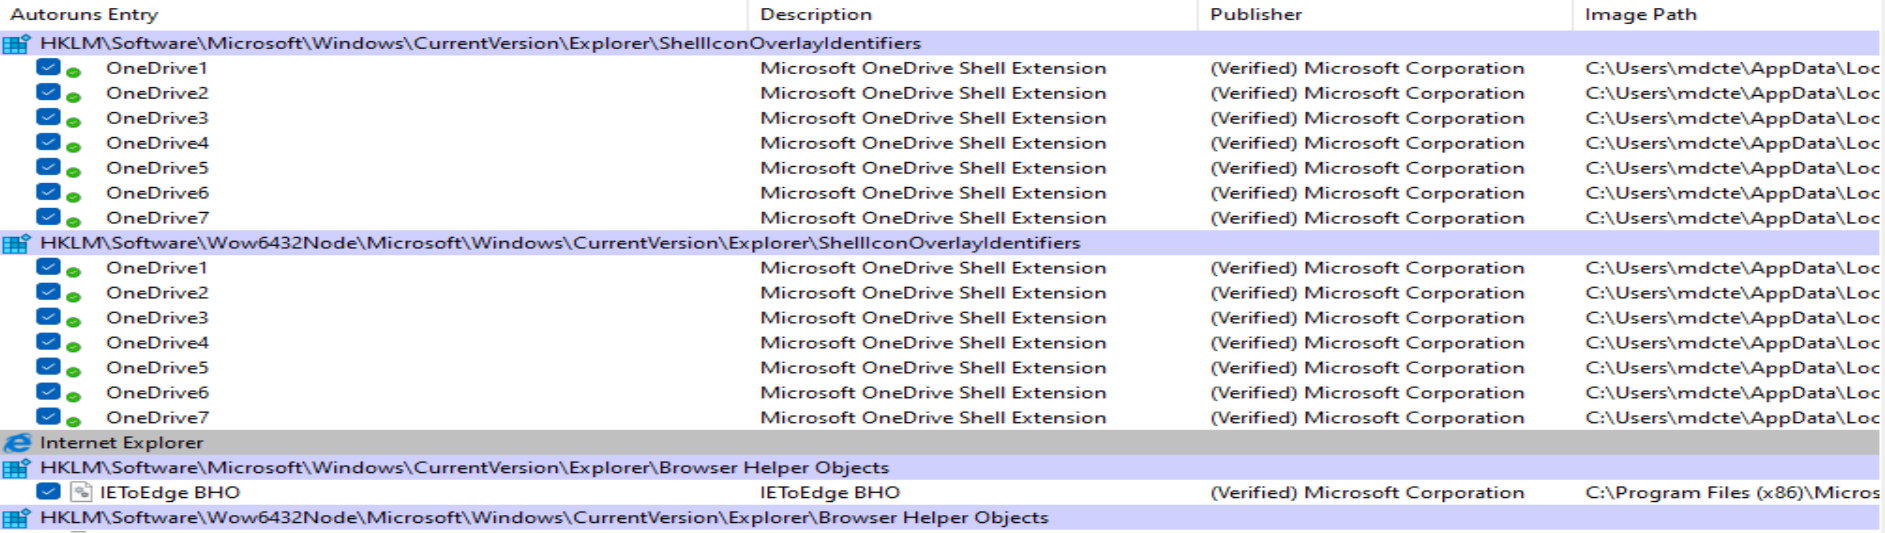 Autoruns Entry Description Publisher Image Path
HKLM\Software\Microsoft\Windows\CurrentVersion\Explorer\ShellIconOverlayIdentifiers
OneDrive1 Microsoft OneDrive Shell Extension (Verified) Microsoft Corporation C:\Users\mdcte\AppData\Loc
OneDrive2 Microsoft OneDrive Shell Extension (Verified) Microsoft Corporation C:\Users\mdcte\AppData\Loc
OneDrive3 Microsoft OneDrive Shell Extension (Verified) Microsoft Corporation C:\Users\mdcte\AppData\Loc
OneDrive4 Microsoft OneDrive Shell Extension (Verified) Microsoft Corporation C:\Users\mdcte\AppData\Loc
OneDrive5 Microsoft OneDrive Shell Extension (Verified) Microsoft Corporation C:\Users\mdcte\AppData\Loc
OneDrive6 Microsoft OneDrive Shell Extension (Verified) Microsoft Corporation C:\Users\mdcte\AppData\Loc
OneDrive7 Microsoft OneDrive Shell Extension (Verified) Microsoft Corporation C:\Users\mdcte\AppData\Loc
HKLM\Software\Wow6432Node\Microsoft\Windows\CurrentVersion\Explorer\ShellIconOverlayIdentifiers
OneDrive1 Microsoft OneDrive Shell Extension (Verified) Microsoft Corporation C:\Users\mdcte\AppData\Loc
OneDrive2 Microsoft OneDrive Shell Extension (Verified) Microsoft Corporation C:\Users\mdcte\AppData\Loc
OneDrive3 Microsoft OneDrive Shell Extension (Verified) Microsoft Corporation C:\Users\mdcte\AppData\Loc
OneDrive4 Microsoft OneDrive Shell Extension (Verified) Microsoft Corporation C:\Users\mdcte\AppData\Loc
OneDrive5 Microsoft OneDrive Shell Extension (Verified) Microsoft Corporation C:\Users\mdcte\AppData\Loc
OneDrive6 Microsoft OneDrive Shell Extension (Verified) Microsoft Corporation C:\Users\mdcte\AppData\Loc
OneDrive7 Microsoft OneDrive Shell Extension (Verified) Microsoft Corporation C:\Users\mdcte\AppData\Loc
Internet Explorer
HKLM\Software\Microsoft\Windows\CurrentVersion\Explorer\Browser Helper Objects
IEToEdge BHO IEToEdge BHO (Verified) Microsoft Corporation C:\Program Files (x86)\Micros
HKLM\Software\Wow6432Node\Microsoft\Windows\CurrentVersion\Explorer\Browser Helper Objects